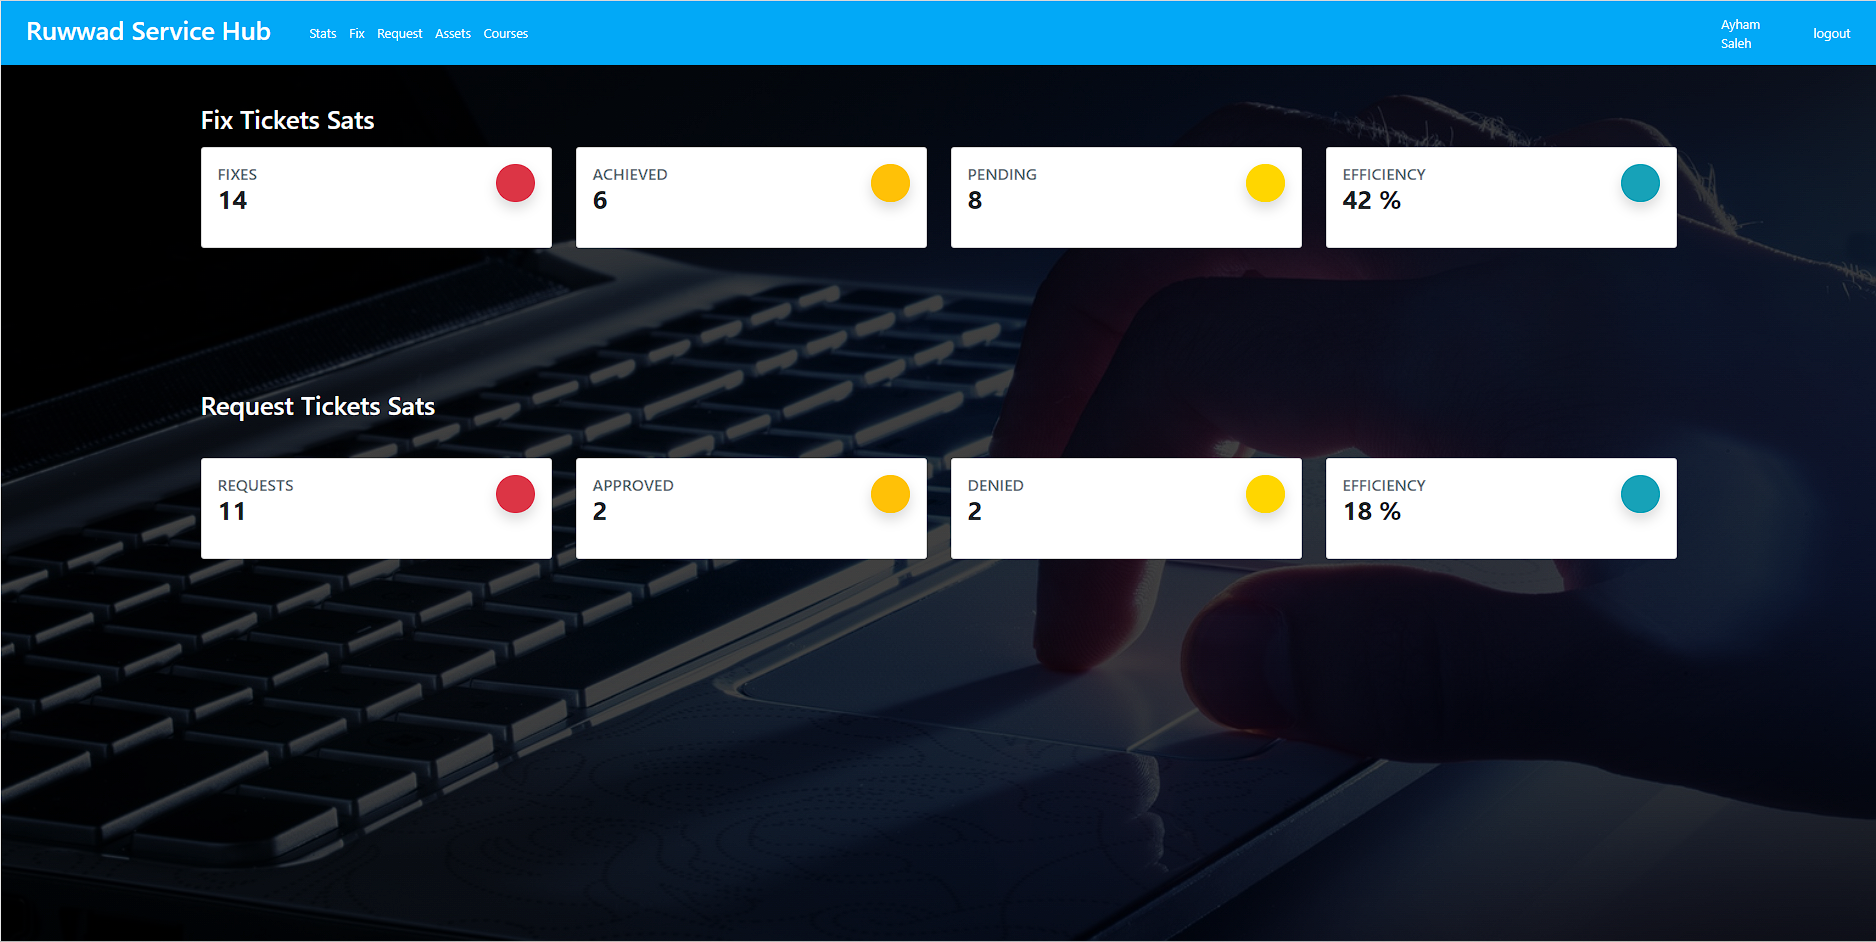 Ruwwad Service Hub
Stats Fix Request Assets Courses
Ayham
Saleh
logout
Fix Tickets Sats
FIXES
14
ACHIEVED
6
PENDING
8
EFFICIENCY
42 %
Request Tickets Sats
REQUESTS
11
APPROVED
2
DENIED
2
EFFICIENCY
18 %